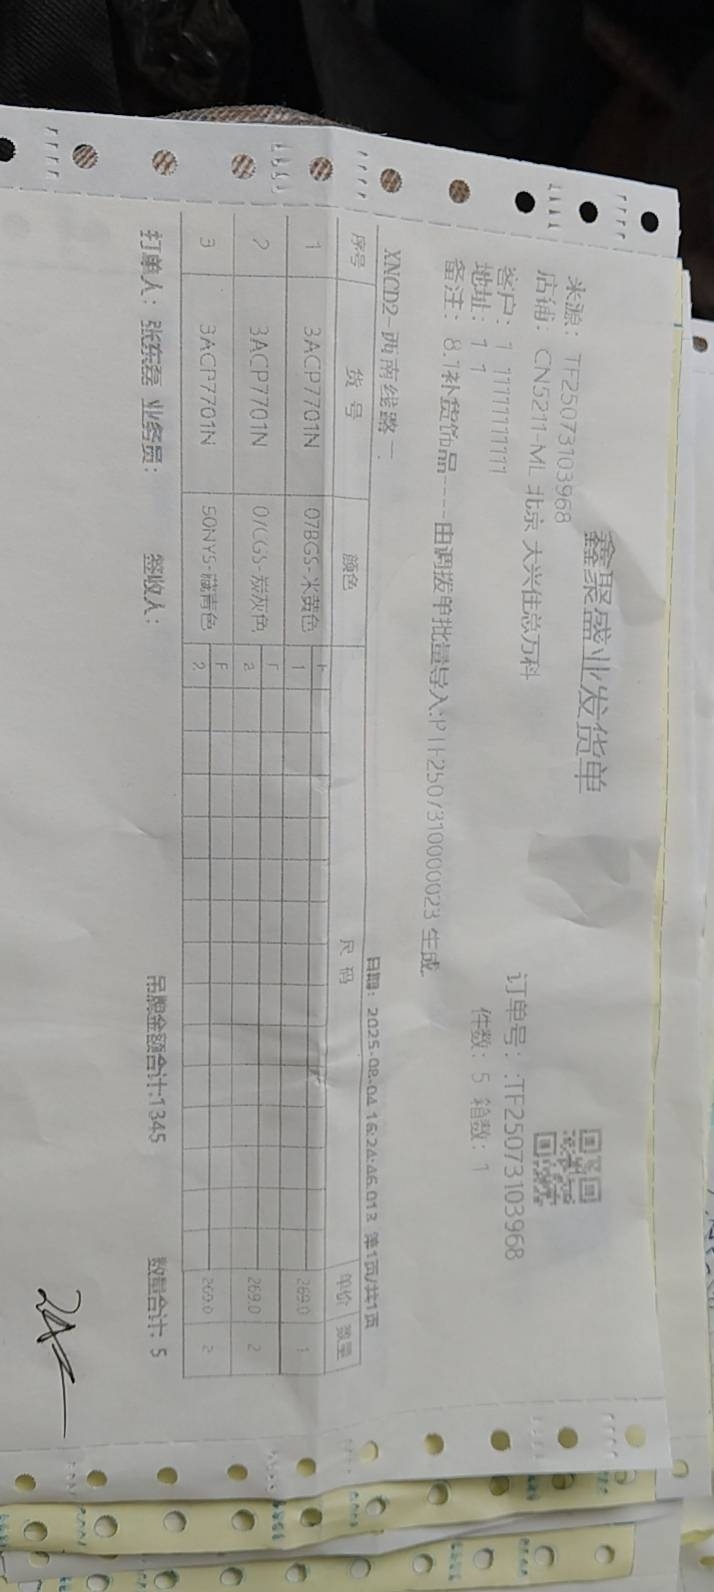 鑫聚盛业发货单
来源：TF25073103968
店铺：CN5211-ML 北京 大兴住总万科 订单号：:TF25073103968
客户：1 11111111111 件数：5 箱数：1
地址：1 1
备注：8.1补货饰品----由调拨单批量导入:PTF2507310000023 生成
XNCD2-西南线路一 日期：2025-08-04 16:24:46.013 第1页/共1页
序号 货号 颜色 尺码 单价 数量
1 3ACP7701N 07BGS-米黄色 F 1 269.0 1
2 3ACP7701N 07CGS-炭灰色 F 2 269.0 2
3 3ACP7701N 50NYS-藏青色 F 2 269.0 2
打单人：张东磊 业务员： 签收人： 吊牌金额合计:1345 数量合计：5